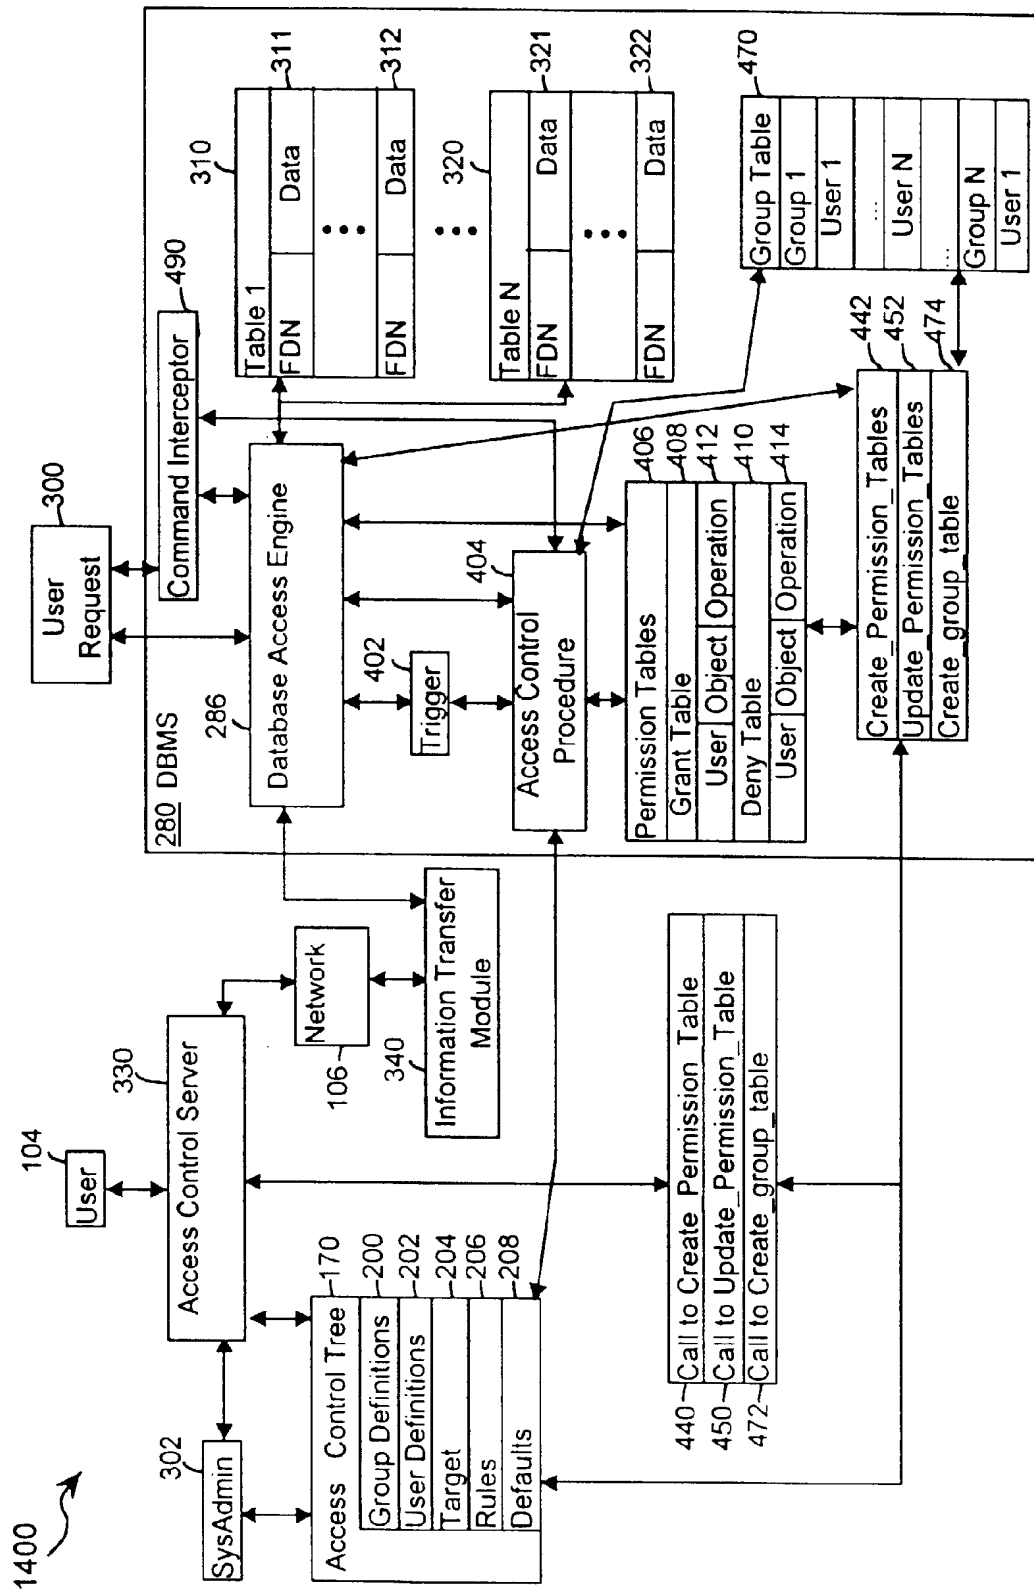 1400
SysAdmin
302
User
104
Access Control Server
330
Access Control Tree
170
Group Definitions
200
User Definitions
202
Target
204
Rules
206
Defaults
208
Network
106
Information Transfer
Module
340
440
Call to Create_Permission_Table
450
Call to Update_Permission_Table
472
Call to Create_group_table
User
Request
300
280 DBMS
Command Interceptor
490
Database Access Engine
286
Trigger
402
Access Control
Procedure
404
Permission Tables
406
Grant Table
408
User Object Operation
412
Deny Table
410
User Object Operation
414
Create_Permission_Tables
442
Update_Permission_Tables
452
Create_group_table
474
310
Table 1
FDN Data
311
•••
FDN Data
312
•••
320
Table N
FDN Data
321
•••
FDN Data
322
Group Table
470
Group 1
User 1
...
User N
...
Group N
User 1